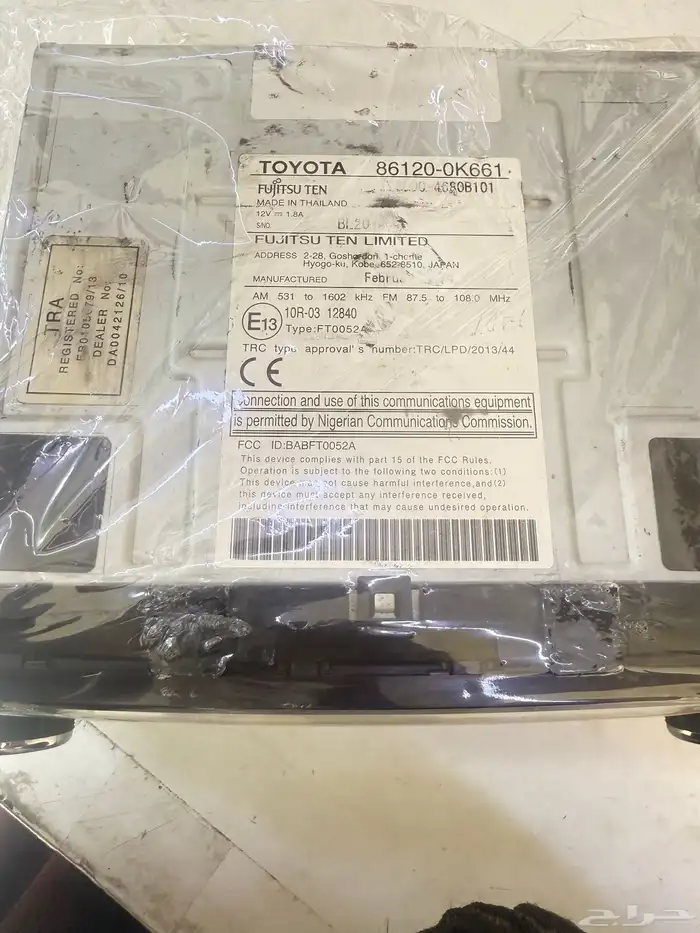 TOYOTA 86120-0K661
FUJITSU TEN 4680B101
MADE IN THAILAND
12V 1.8A
SNO.
FUJITSU TEN LIMITED
ADDRESS 2-28, Goshodori 1-chome
Hyogo-ku, Kobe 652-8510, JAPAN
MANUFACTURED
AM 531 to 1602 kHz FM 87.5 to 108.0 MHz
E13 10R-03 12840
Type:FT0052A
TRC type approval's number:TRC/LPD/2013/44
CE
Connection and use of this communications equipment
is permitted by Nigerian Communications Commission.
FCC ID:BABFT0052A
This device complies with part 15 of the FCC Rules.
Operation is subject to the following two conditions:(1)
This device may not cause harmful interference,and(2)
this device must accept any interference received,
including interference that may cause undesired operation.
TRA
REGISTERED No:
DEALER No:
DA0042126/10
حراج